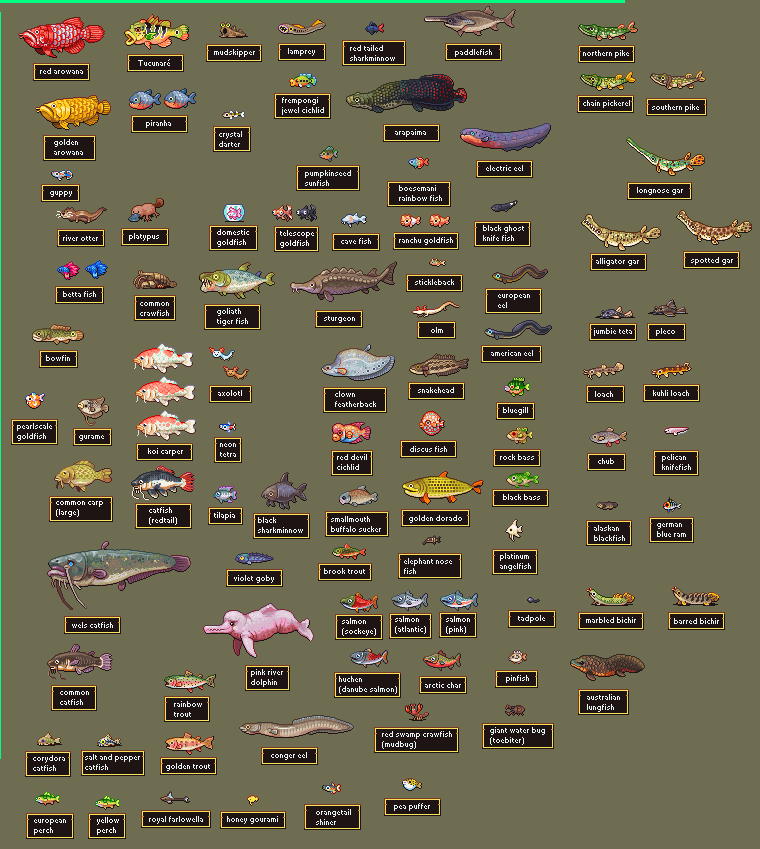 red arowana
Tucunaré
mudskipper
lamprey
red tailed
sharkminnow
paddlefish
northern pike
golden
arowana
piranha
crystal
darter
frempongi
jewel cichlid
arapaima
chain pickerel
southern pike
guppy
pumpkinseed
sunfish
boesemani
rainbow fish
electric eel
longnose gar
river otter
platypus
domestic
goldfish
telescope
goldfish
cave fish
ranchu goldfish
black ghost
knife fish
alligator gar
spotted gar
betta fish
common
crawfish
goliath
tiger fish
sturgeon
stickleback
european
eel
olm
jumbie teta
pleco
bowfin
american eel
axolotl
clown
featherback
snakehead
bluegill
loach
kuhli loach
pearlscale
goldfish
gurame
koi carper
neon
tetra
red devil
cichlid
discus fish
rock bass
chub
pelican
knifefish
common carp
(large)
catfish
(redtail)
tilapia
black
sharkminnow
smallmouth
buffalo sucker
golden dorado
black bass
alaskan
blackfish
german
blue ram
wels catfish
violet goby
brook trout
elephant nose
fish
platinum
angelfish
salmon
(sockeye)
salmon
(atlantic)
salmon
(pink)
tadpole
marbled bichir
barred bichir
common
catfish
rainbow
trout
pink river
dolphin
huchen
(danube salmon)
arctic char
pinfish
australian
lungfish
corydora
catfish
salt and pepper
catfish
golden trout
conger eel
red swamp crawfish
(mudbug)
giant water bug
(toebiter)
european
perch
yellow
perch
royal farlowella
honey gourami
orangetail
shiner
pea puffer